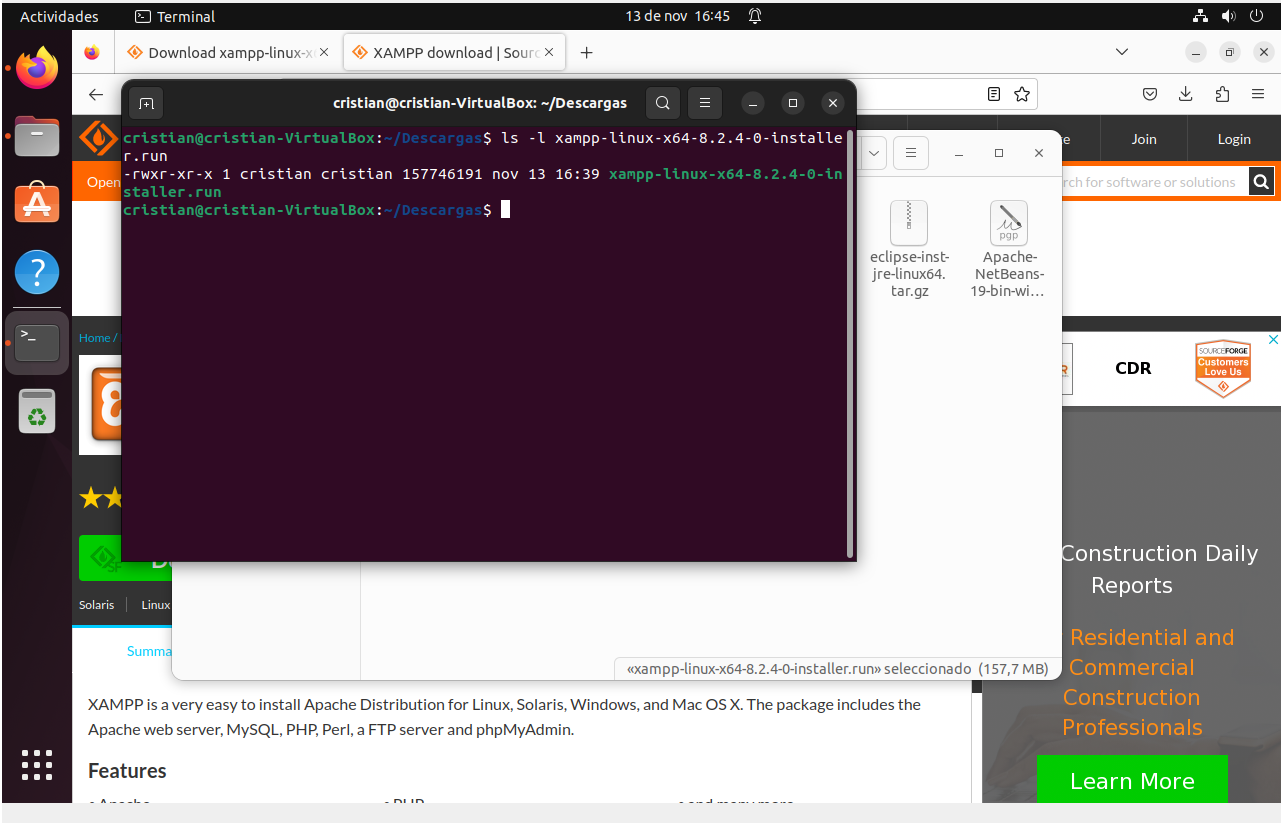 Actividades
Terminal
13 de nov 16:45
Download xampp-linux-x
XAMPP download | Sourc
cristian@cristian-VirtualBox: ~/Descargas
cristian@cristian-VirtualBox:~/Descargas$ ls -l xampp-linux-x64-8.2.4-0-installe
r.run
-rwxr-xr-x 1 cristian cristian 157746191 nov 13 16:39 xampp-linux-x64-8.2.4-0-in
staller.run
cristian@cristian-VirtualBox:~/Descargas$
Join
Login
Open
rch for software or solutions
eclipse-inst-
jre-linux64.
tar.gz
pgp
Apache-
NetBeans-
19-bin-wi…
Home /
CDR
SOURCEFORGE
Customers
Love Us
Construction Daily
Reports
Residential and
Commercial
Construction
Professionals
Learn More
Solaris
Linux
Summa
«xampp-linux-x64-8.2.4-0-installer.run» seleccionado (157,7 MB)
XAMPP is a very easy to install Apache Distribution for Linux, Solaris, Windows, and Mac OS X. The package includes the
Apache web server, MySQL, PHP, Perl, a FTP server and phpMyAdmin.
Features
• Apache
• PHP
• and many more